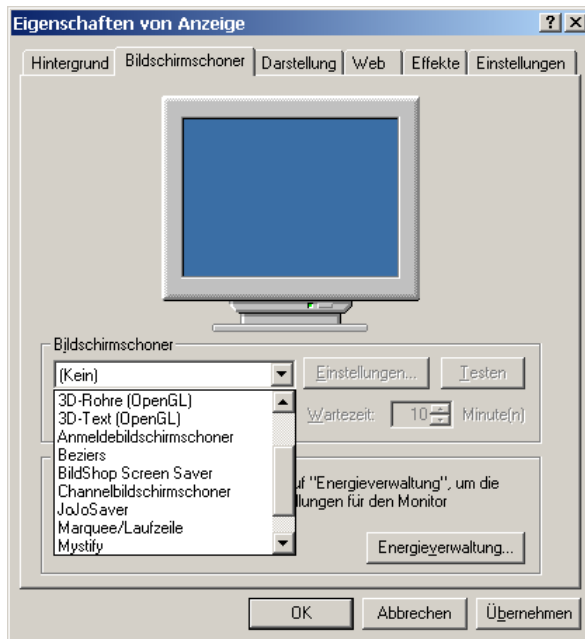 Eigenschaften von Anzeige
Hintergrund Bildschirmschoner Darstellung Web Effekte Einstellungen
Bildschirmschoner
(Kein) Einstellungen... Testen
3D-Rohre (OpenGL)
3D-Text (OpenGL)
Wartezeit: 10 Minute(n)
Anmeldebildschirmschoner
Beziers
BildShop Screen Saver
Channelbildschirmschoner
JoJoSaver
Marquee/Laufzeile
Mystify
uf "Energieverwaltung", um die
llungen für den Monitor
Energieverwaltung...
OK Abbrechen Übernehmen